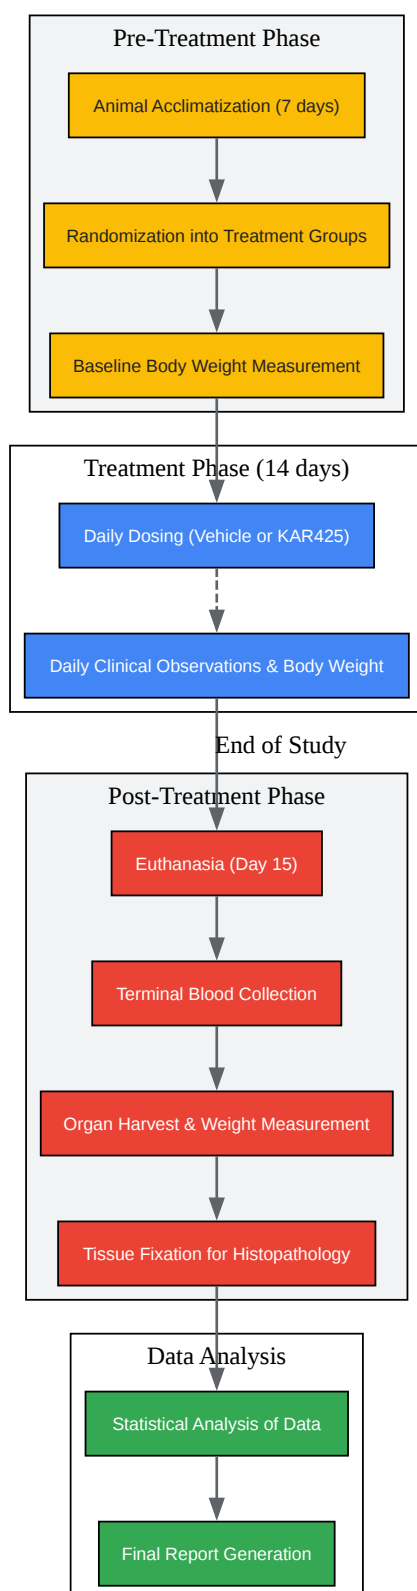 Pre-Treatment Phase
Animal Acclimatization (7 days)
Randomization into Treatment Groups
Baseline Body Weight Measurement
Treatment Phase (14 days)
Daily Dosing (Vehicle or KAR425)
Daily Clinical Observations & Body Weight
End of Study
Post-Treatment Phase
Euthanasia (Day 15)
Terminal Blood Collection
Organ Harvest & Weight Measurement
Tissue Fixation for Histopathology
Data Analysis
Statistical Analysis of Data
Final Report Generation